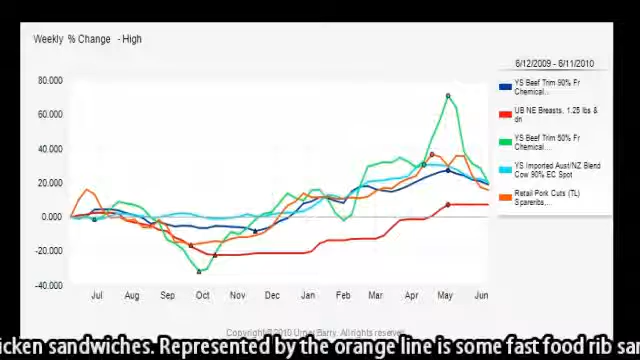 Weekly % Change - High
6/12/2009 - 6/11/2010
80.000
60.000
40.000
20.000
0.000
-20.000
-40.000
Jul Aug Sep Oct Nov Dec Jan Feb Mar Apr May Jun
YS Beef Trim 90% Fr
Chemical...
UB NE Breasts, 1.25 lbs &
dn
YS Beef Trim 50% Fr
Chemical....
YS Imported Aust/NZ Blend
Cow 90% EC Spot
Retail Pork Cuts (TL)
Spareribs...
Copyright © 2010 Urner Barry. All rights reserved.
icken sandwiches. Represented by the orange line is some fast food rib sa